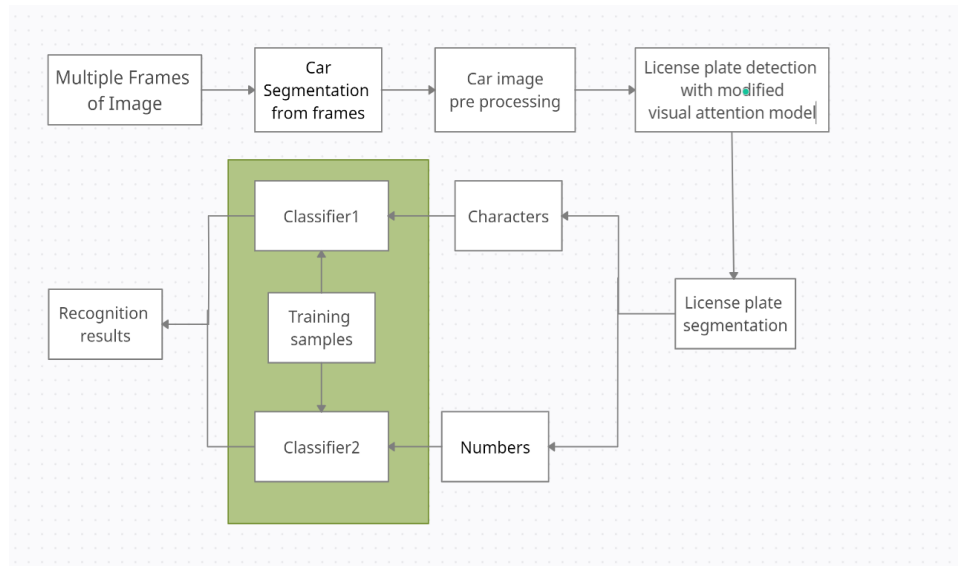 Multiple Frames
of Image
Car
Segmentation
from frames
Car image
pre processing
License plate detection
with modified
visual attention model
Classifier1
Characters
Recognition
results
Training
samples
License plate
segmentation
Classifier2
Numbers